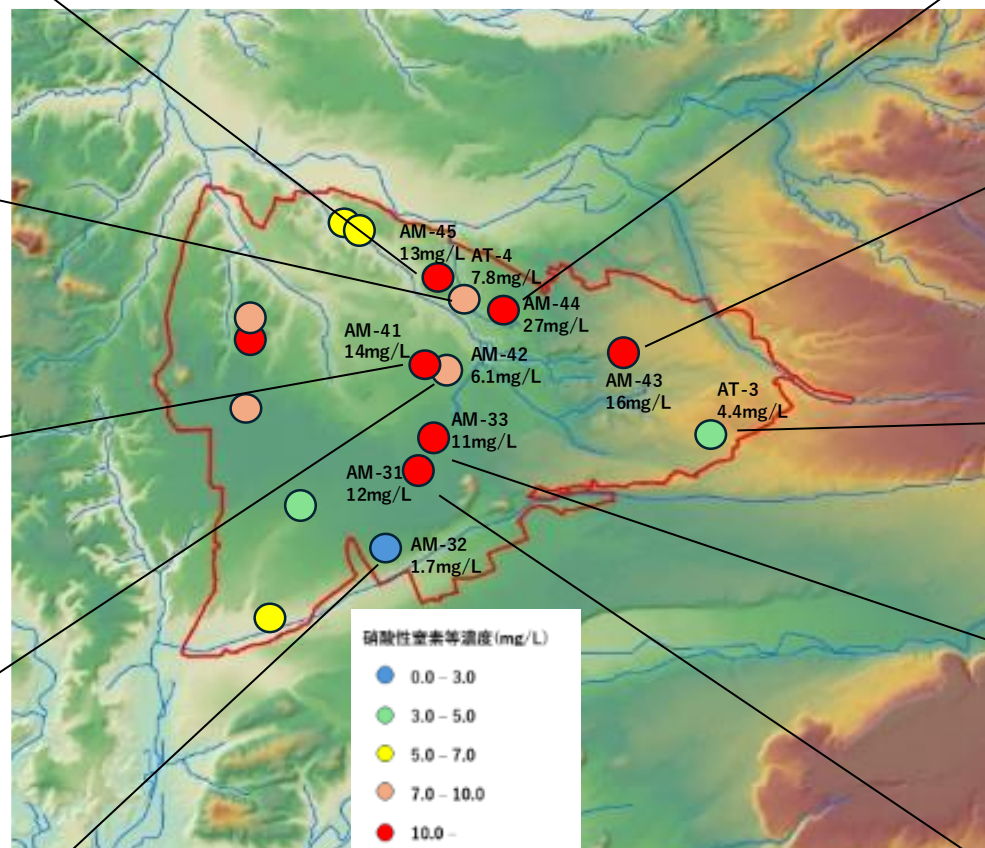 AM-45
13mg/L
AT-4
7.8mg/L
AM-44
27mg/L
AM-41
14mg/L
AM-42
6.1mg/L
AM-43
16mg/L
AT-3
4.4mg/L
AM-33
11mg/L
AM-31
12mg/L
AM-32
1.7mg/L
硝酸性窒素等濃度(mg/L)
0.0 – 3.0
3.0 – 5.0
5.0 – 7.0
7.0 – 10.0
10.0 –